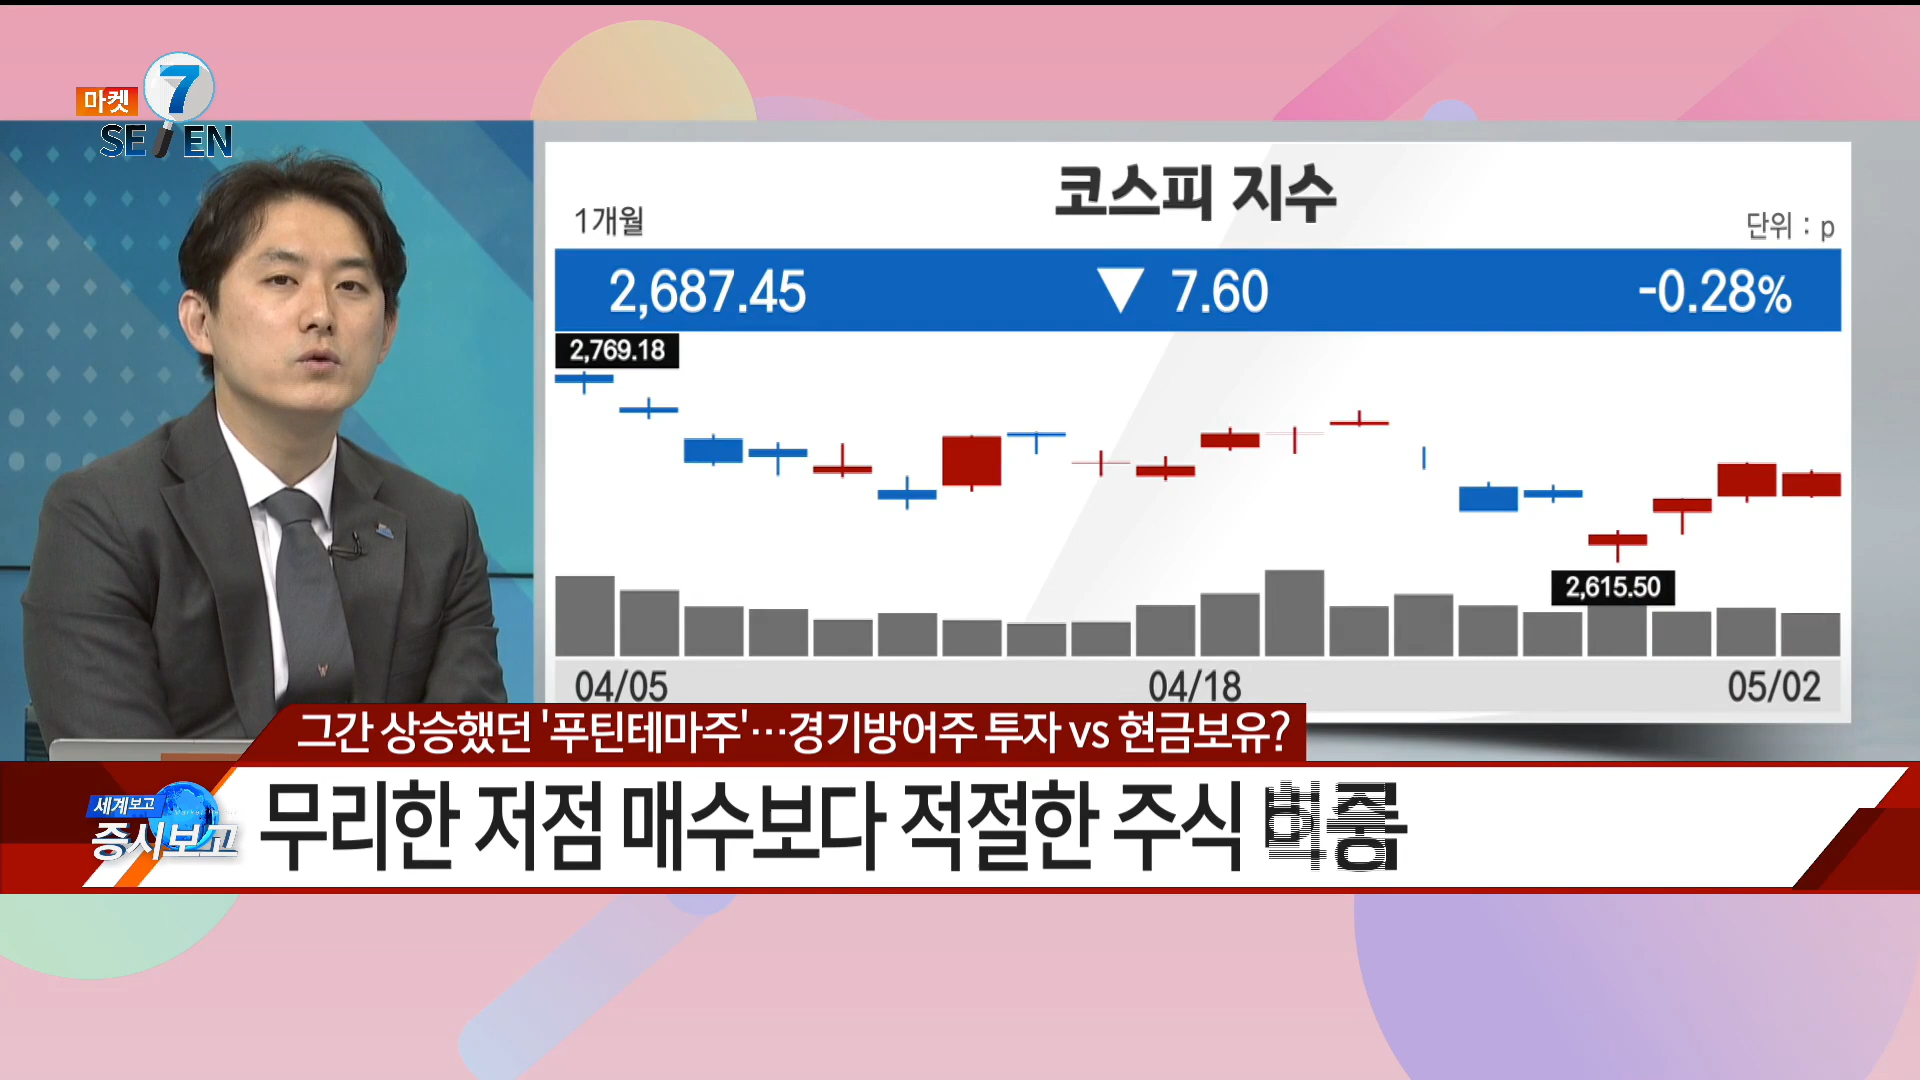 마켓
7
SEVEN
코스피 지수
1개월
단위 : p
2,687.45 ▼ 7.60 -0.28%
2,769.18
2,615.50
04/05 04/18 05/02
그간 상승했던 '푸틴테마주'…경기방어주 투자 vs 현금보유?
세계보고
증시보고
무리한 저점 매수보다 적절한 주식